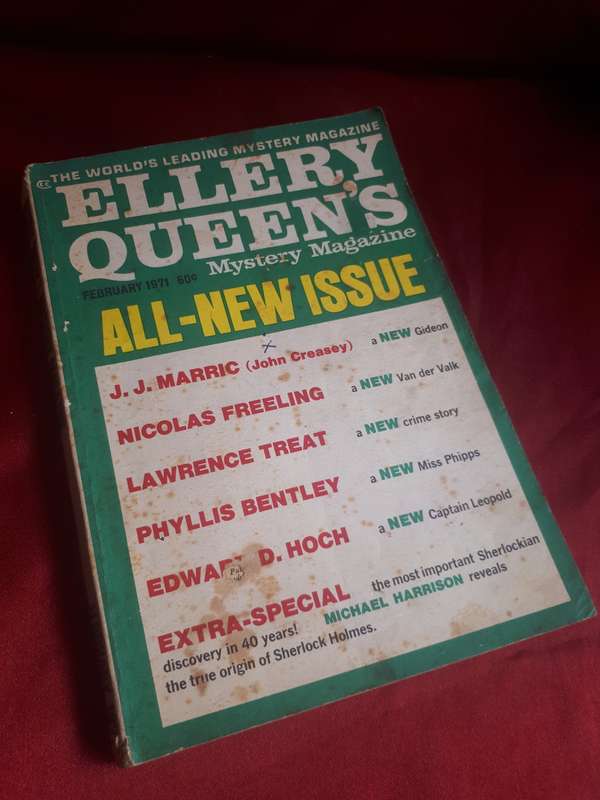 THE WORLD'S LEADING MYSTERY MAGAZINE
ELLERY
QUEEN'S
Mystery Magazine
FEBRUARY 1971 60¢
ALL-NEW ISSUE
J. J. MARRIC (John Creasey) a NEW Gideon
NICOLAS FREELING a NEW Van der Valk
LAWRENCE TREAT a NEW crime story
PHYLLIS BENTLEY a NEW Miss Phipps
D. HOCH a NEW Captain Leopold
EXTRA-SPECIAL the most important Sherlockian
discovery in 40 years! MICHAEL HARRISON reveals
the true origin of Sherlock Holmes.